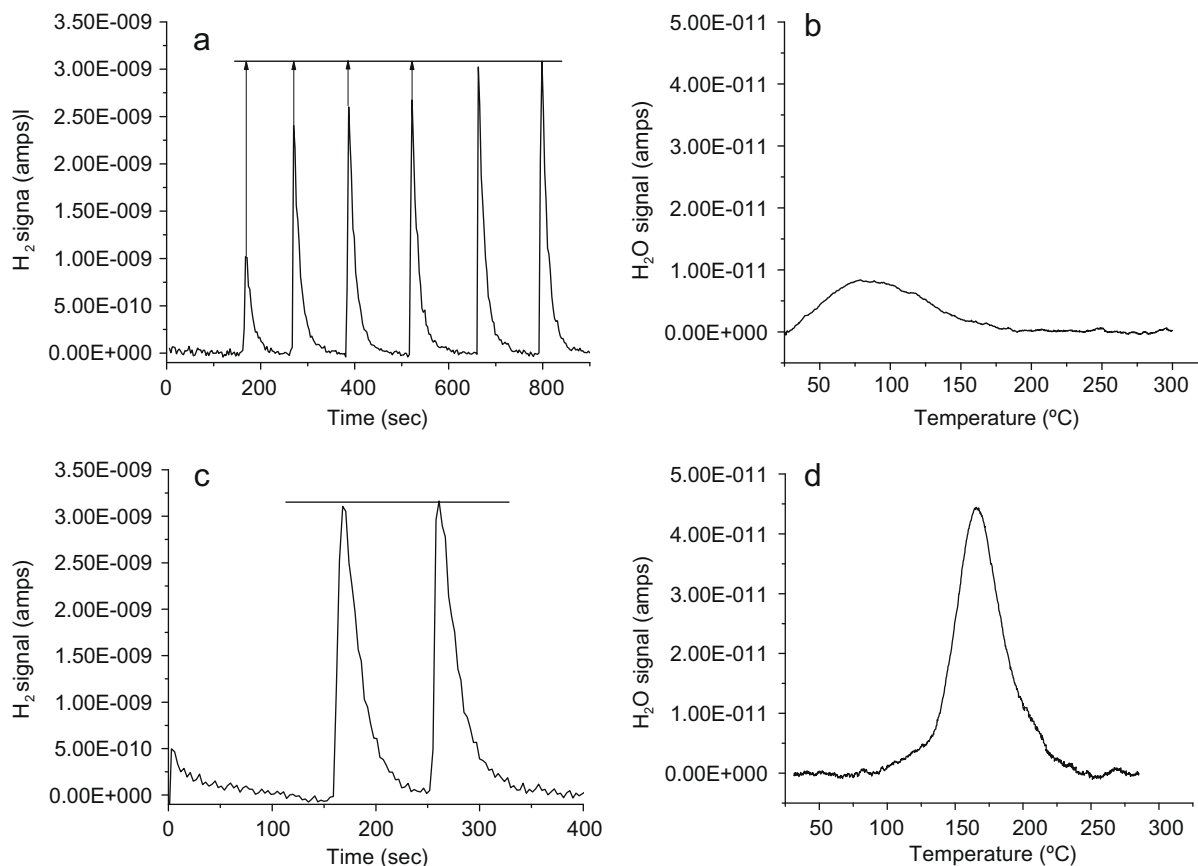 a
3.50E-009
3.00E-009
2.50E-009
2.00E-009
1.50E-009
1.00E-009
5.00E-010
0.00E+000
H₂ signa (amps)l
0 200 400 600 800
Time (sec)
b
5.00E-011
4.00E-011
3.00E-011
2.00E-011
1.00E-011
0.00E+000
H₂O signal (amps)
50 100 150 200 250 300
Temperature (ºC)
c
3.50E-009
3.00E-009
2.50E-009
2.00E-009
1.50E-009
1.00E-009
5.00E-010
0.00E+000
H₂ signal (amps)
0 100 200 300 400
Time (sec)
d
5.00E-011
4.00E-011
3.00E-011
4.00E-011
4.00E-011
0.00E+000
H₂O signal (amps)
50 100 150 200 250 300
Temperature (ºC)